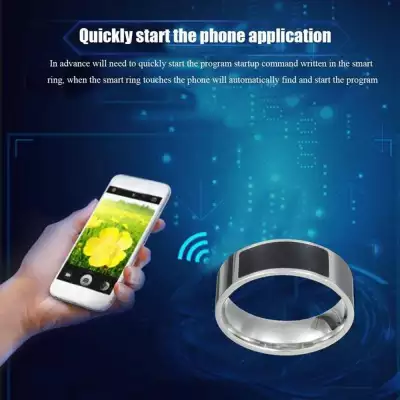 Quickly start the phone application
In advance will need to quickly start the program startup command written in the smart
ring, when the smart ring touches the phone will automatically find and start the program